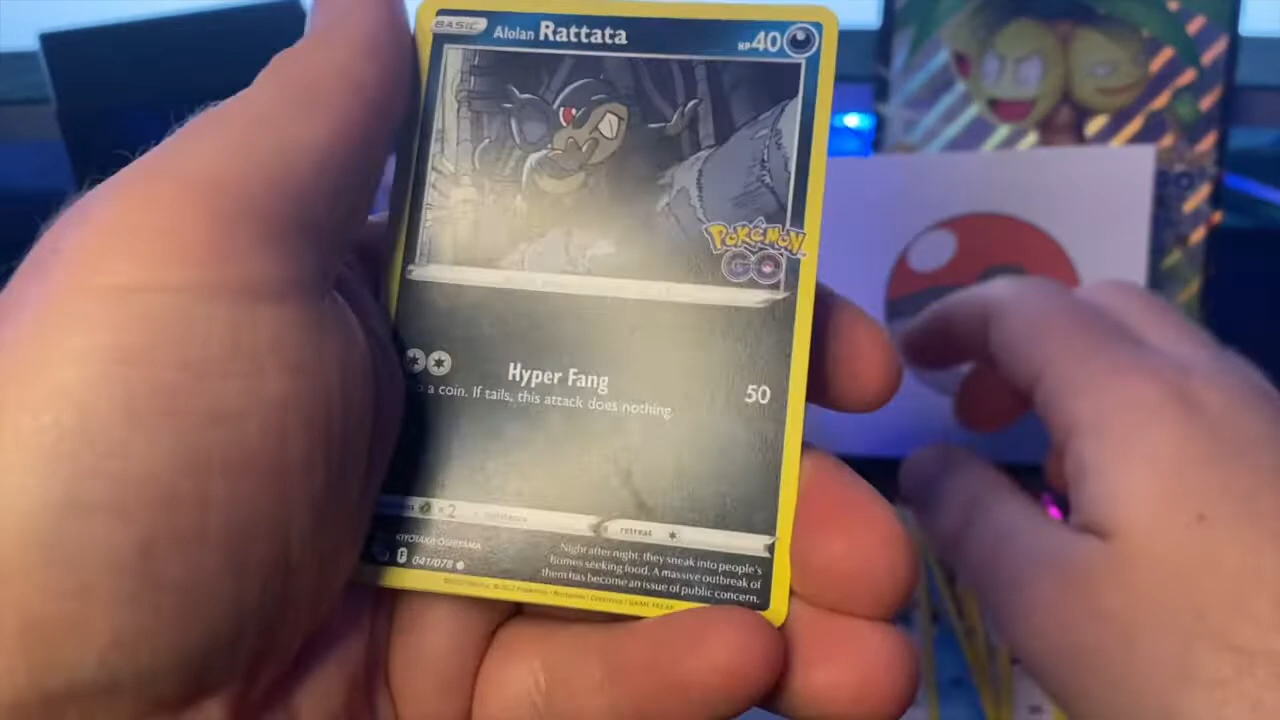 BASIC Alolan Rattata HP 40
POKÉMON
GO
Hyper Fang 50
a coin. If tails, this attack does nothing.
×2 retreat
KIYOTAKA OSHIYAMA
F 041/078
Night after night, they sneak into people's
homes seeking food. A massive outbreak of
them has become an issue of public concern.